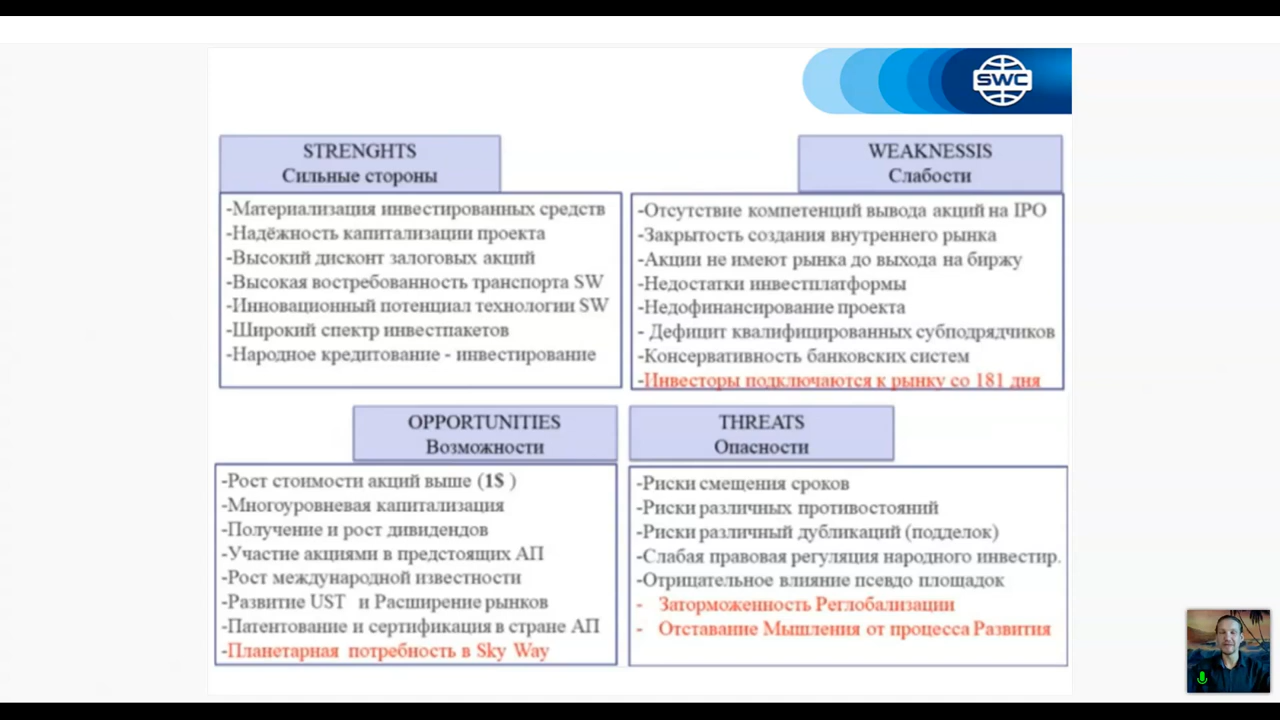 SWC
STRENGHTS
Сильные стороны
-Материализация инвестированных средств
-Надёжность капитализации проекта
-Высокий дисконт залоговых акций
-Высокая востребованность транспорта SW
-Инновационный потенциал технологии SW
-Широкий спектр инвестпакетов
-Народное кредитование - инвестирование
WEAKNESSIS
Слабости
-Отсутствие компетенций вывода акций на IPO
-Закрытость создания внутреннего рынка
-Акции не имеют рынка до выхода на биржу
-Недостатки инвестплатформы
-Недофинансирование проекта
- Дефицит квалифицированных субподрядчиков
-Консервативность банковских систем
-Инвесторы подключаются к рынку со 181 дня
OPPORTUNITIES
Возможности
-Рост стоимости акций выше (1$ )
-Многоуровневая капитализация
-Получение и рост дивидендов
-Участие акциями в предстоящих АП
-Рост международной известности
-Развитие UST и Расширение рынков
-Патентование и сертификация в стране АП
-Планетарная потребность в Sky Way
THREATS
Опасности
-Риски смещения сроков
-Риски различных противостояний
-Риски различный дубликаций (подделок)
-Слабая правовая регуляция народного инвестир.
-Отрицательное влияние псевдо площадок
- Заторможенность Реглобализации
- Отставание Мышления от процесса Развития